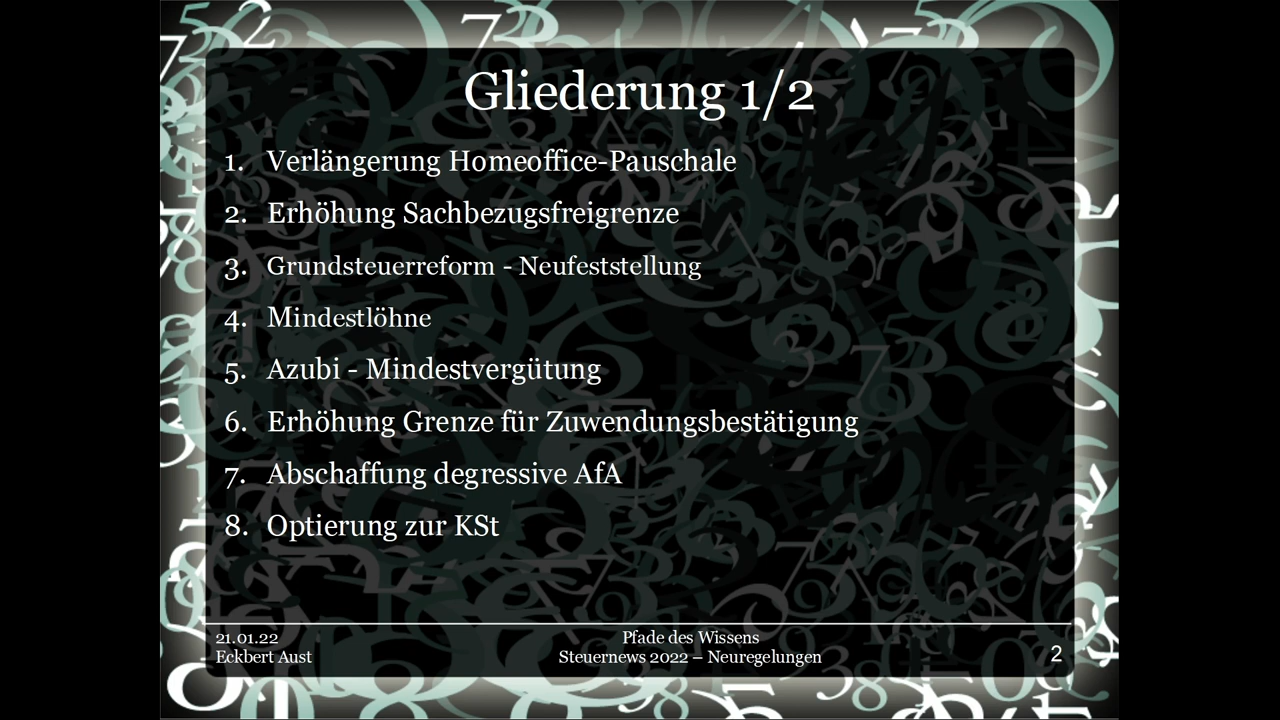 Gliederung 1/2
1. Verlängerung Homeoffice-Pauschale
2. Erhöhung Sachbezugsfreigrenze
3. Grundsteuerreform - Neufeststellung
4. Mindestlöhne
5. Azubi - Mindestvergütung
6. Erhöhung Grenze für Zuwendungsbestätigung
7. Abschaffung degressive AfA
8. Optierung zur KSt
21.01.22
Eckbert Aust
Pfade des Wissens
Steuernews 2022 – Neuregelungen
2